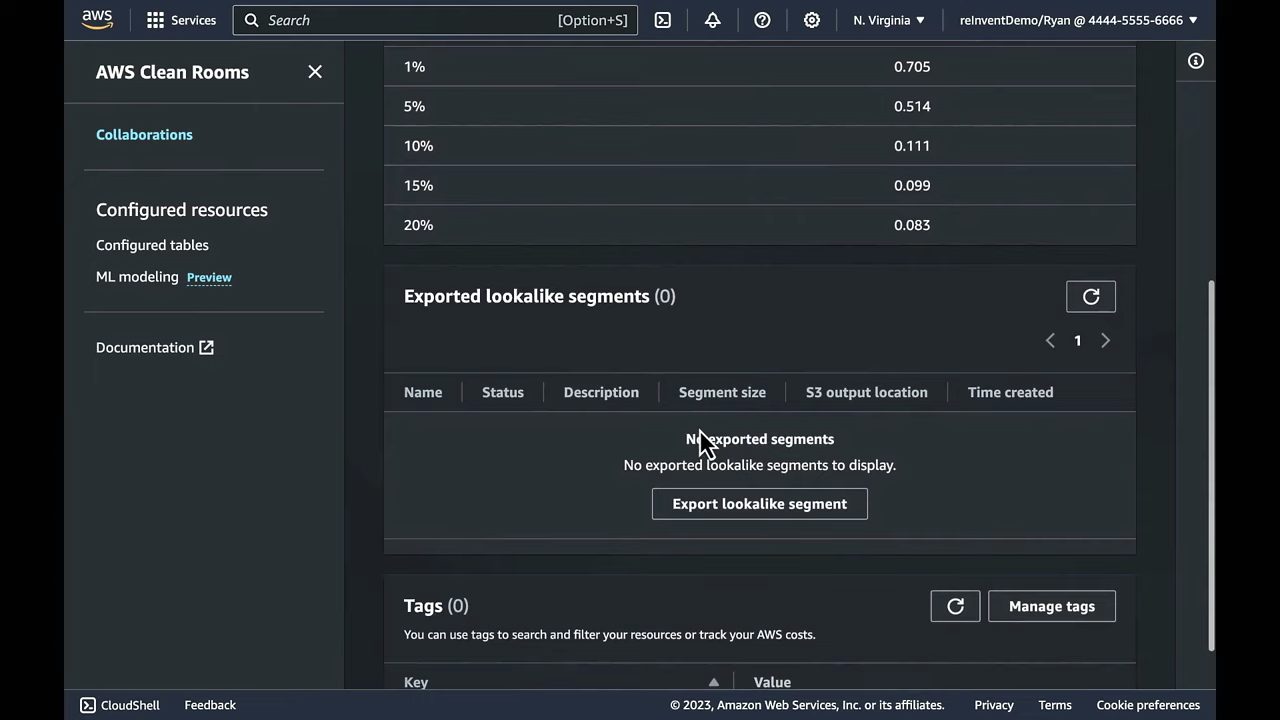 aws
Services
Search
[Option+S]
N. Virginia
reInventDemo/Ryan @ 4444-5555-6666
AWS Clean Rooms
Collaborations
Configured resources
Configured tables
ML modeling Preview
Documentation
1% 0.705
5% 0.514
10% 0.111
15% 0.099
20% 0.083
Exported lookalike segments (0)
1
Name Status Description Segment size S3 output location Time created
No exported segments
No exported lookalike segments to display.
Export lookalike segment
Tags (0)
Manage tags
You can use tags to search and filter your resources or track your AWS costs.
Key Value
CloudShell Feedback © 2023, Amazon Web Services, Inc. or its affiliates. Privacy Terms Cookie preferences